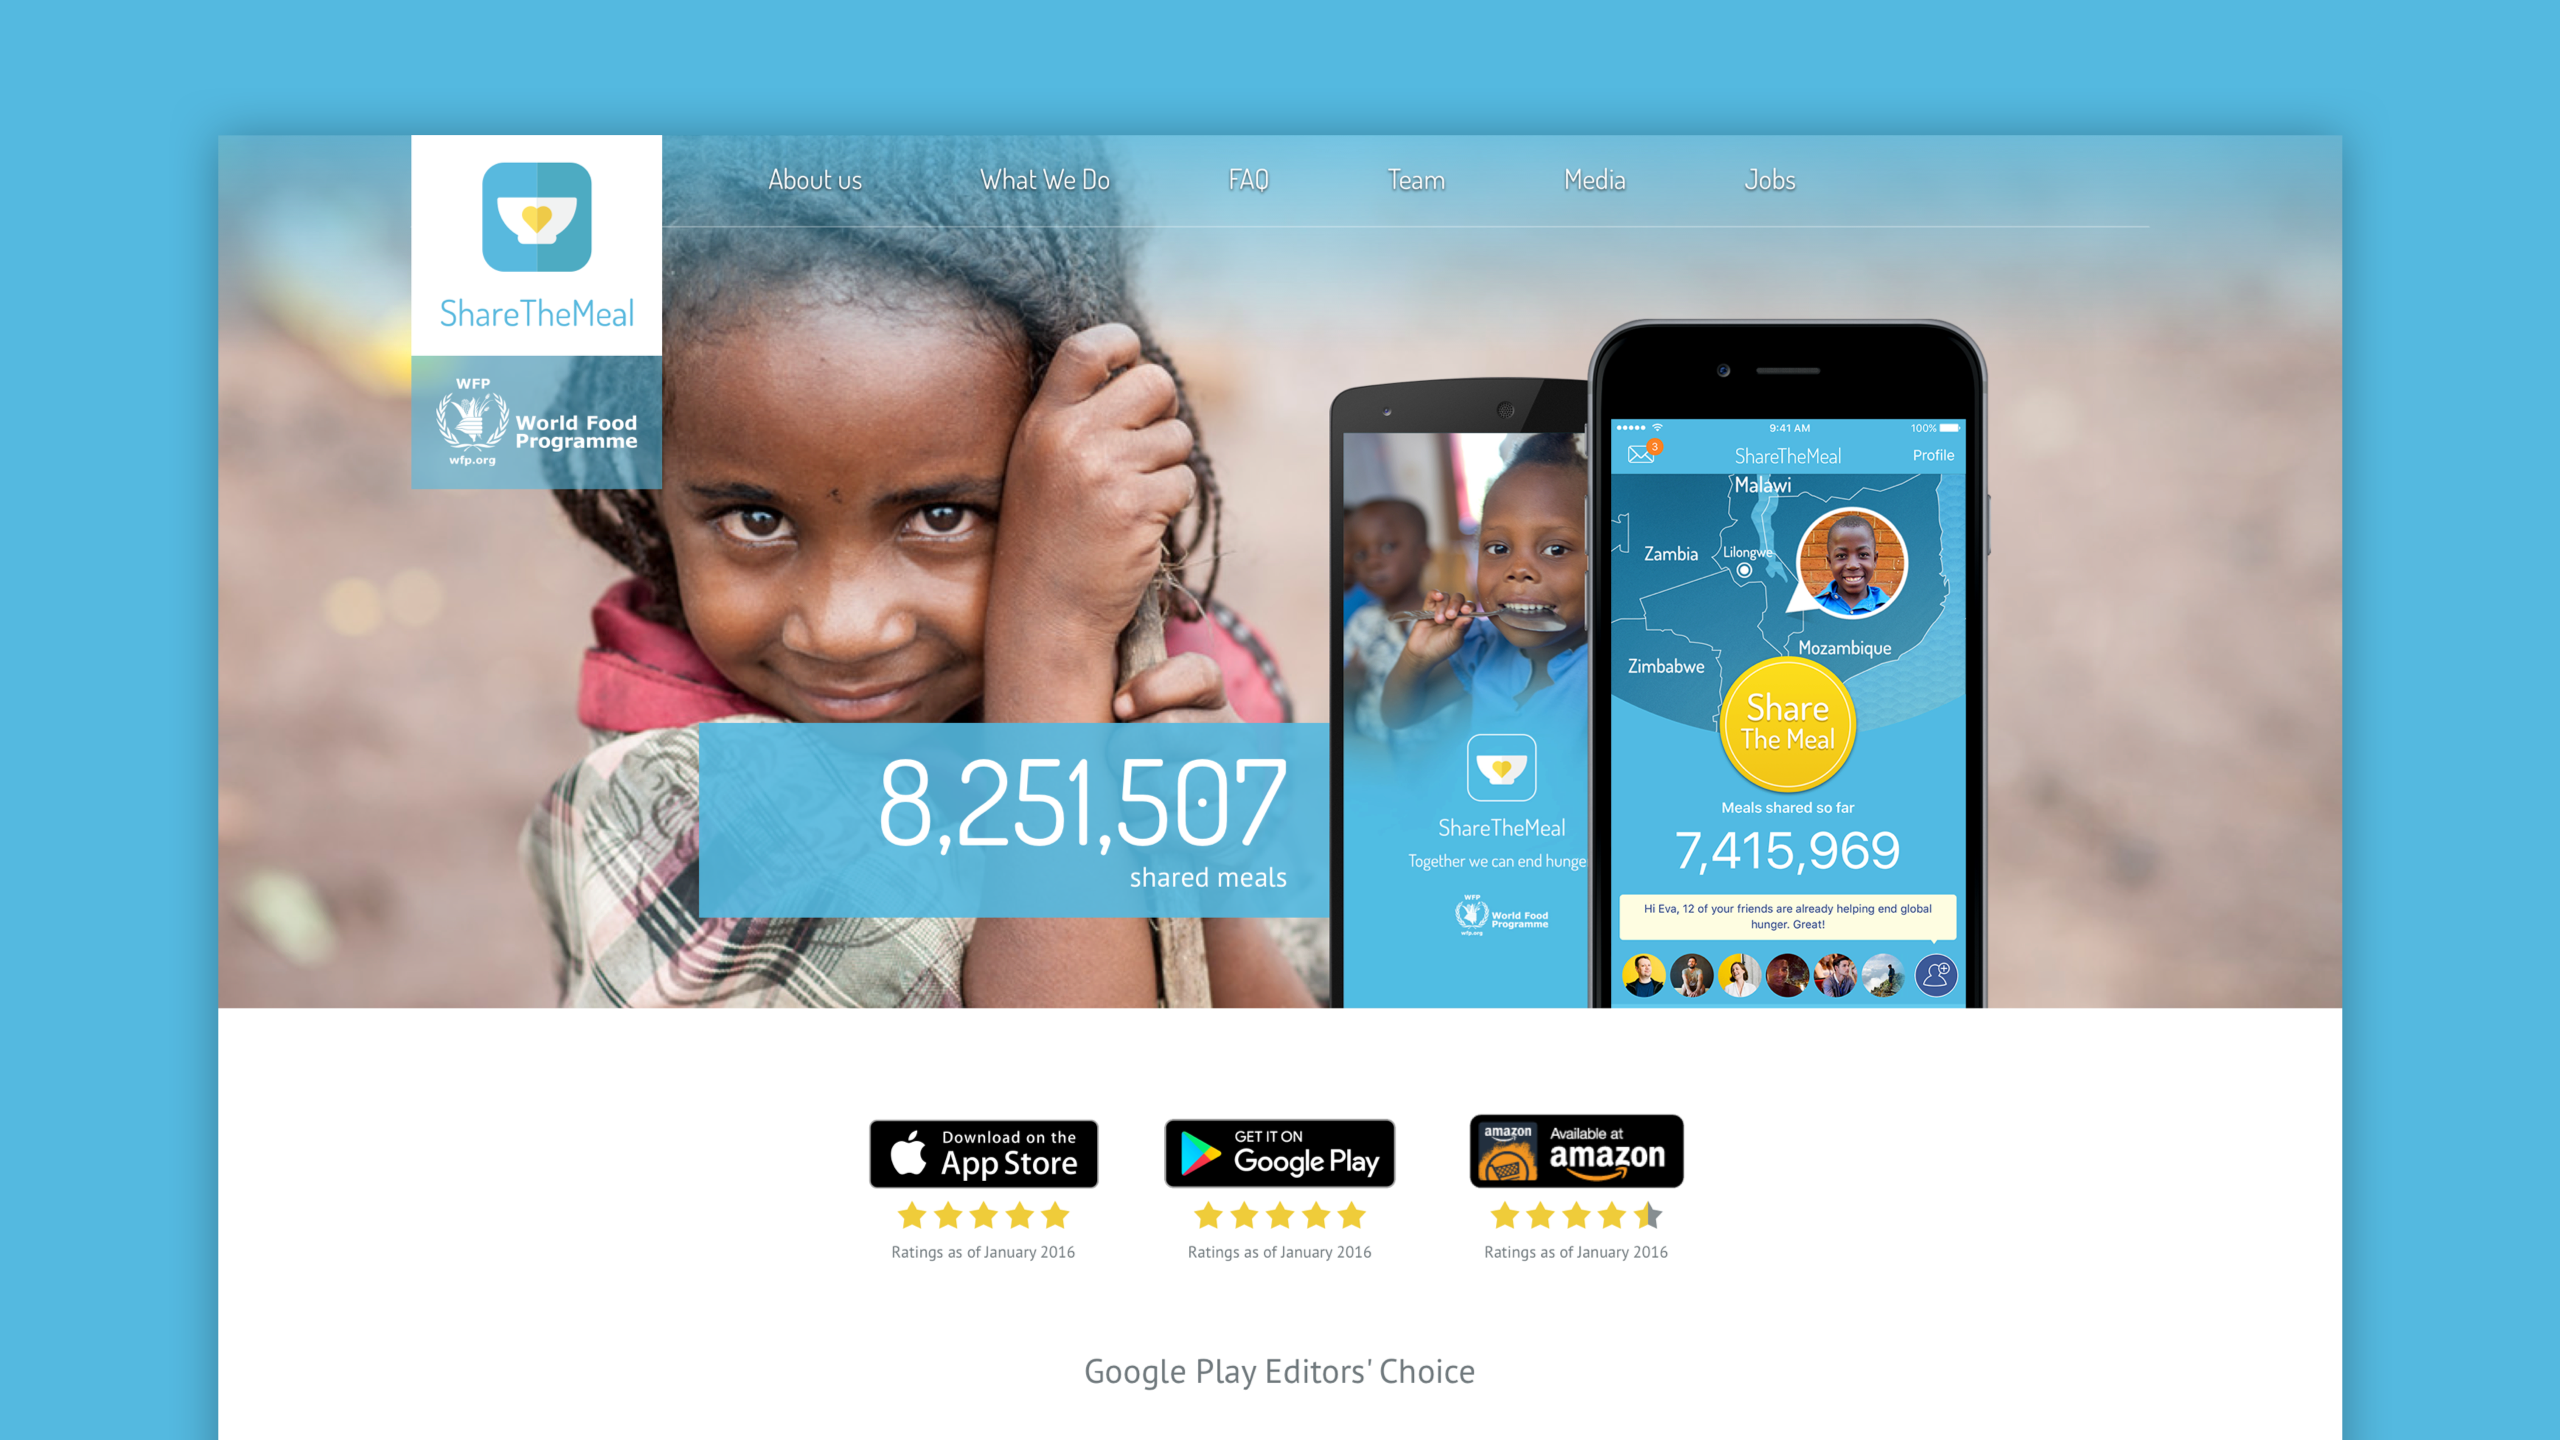 About us
What We Do
FAQ
Team
Media
Jobs
ShareTheMeal
WFP
World Food
Programme
wfp.org
8,251,507
shared meals
ShareTheMeal
Together we can end hunge
WFP
World Food
Programme
wfp.org
9:41 AM
100%
3
ShareTheMeal
Profile
Malawi
Zambia
Lilongwe
Mozambique
Zimbabwe
Share
The Meal
Meals shared so far
7,415,969
Hi Eva, 12 of your friends are already helping end global
hunger. Great!
Download on the
App Store
Ratings as of January 2016
GET IT ON
Google Play
Ratings as of January 2016
amazon
Available at
amazon
Ratings as of January 2016
Google Play Editors' Choice